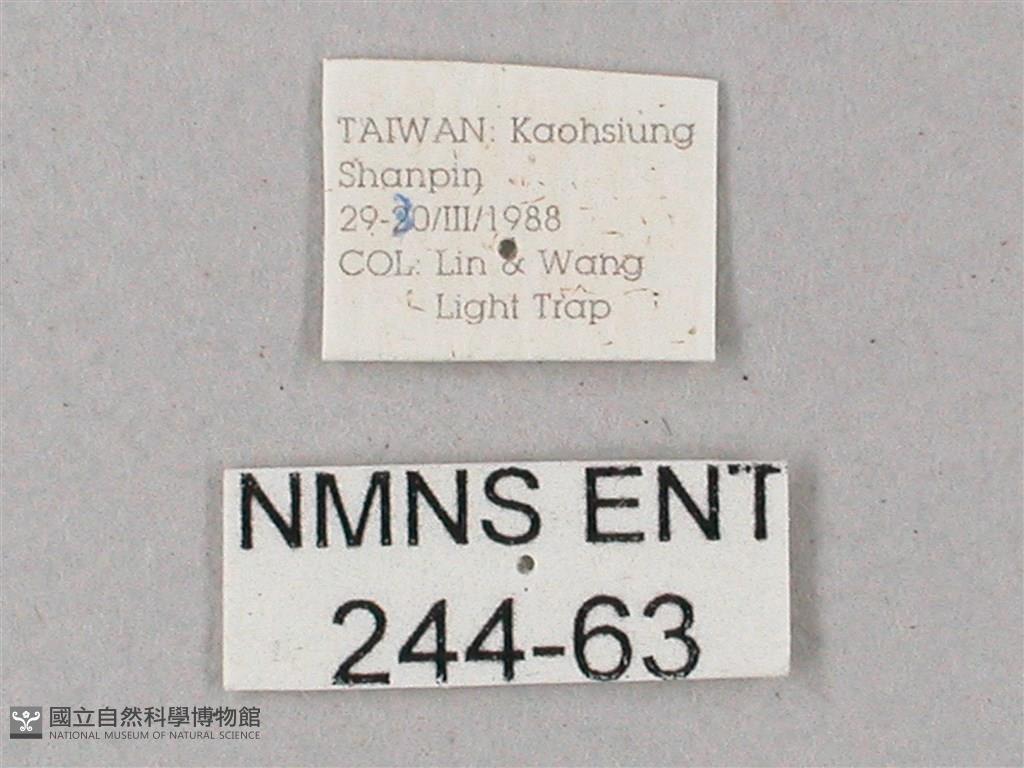 TAIWAN: Kaohsiung
Shanpin
29-30/III/1988
COL: Lin & Wang
Light Trap
NMNS ENT
244-63
國立自然科學博物館
NATIONAL MUSEUM OF NATURAL SCIENCE